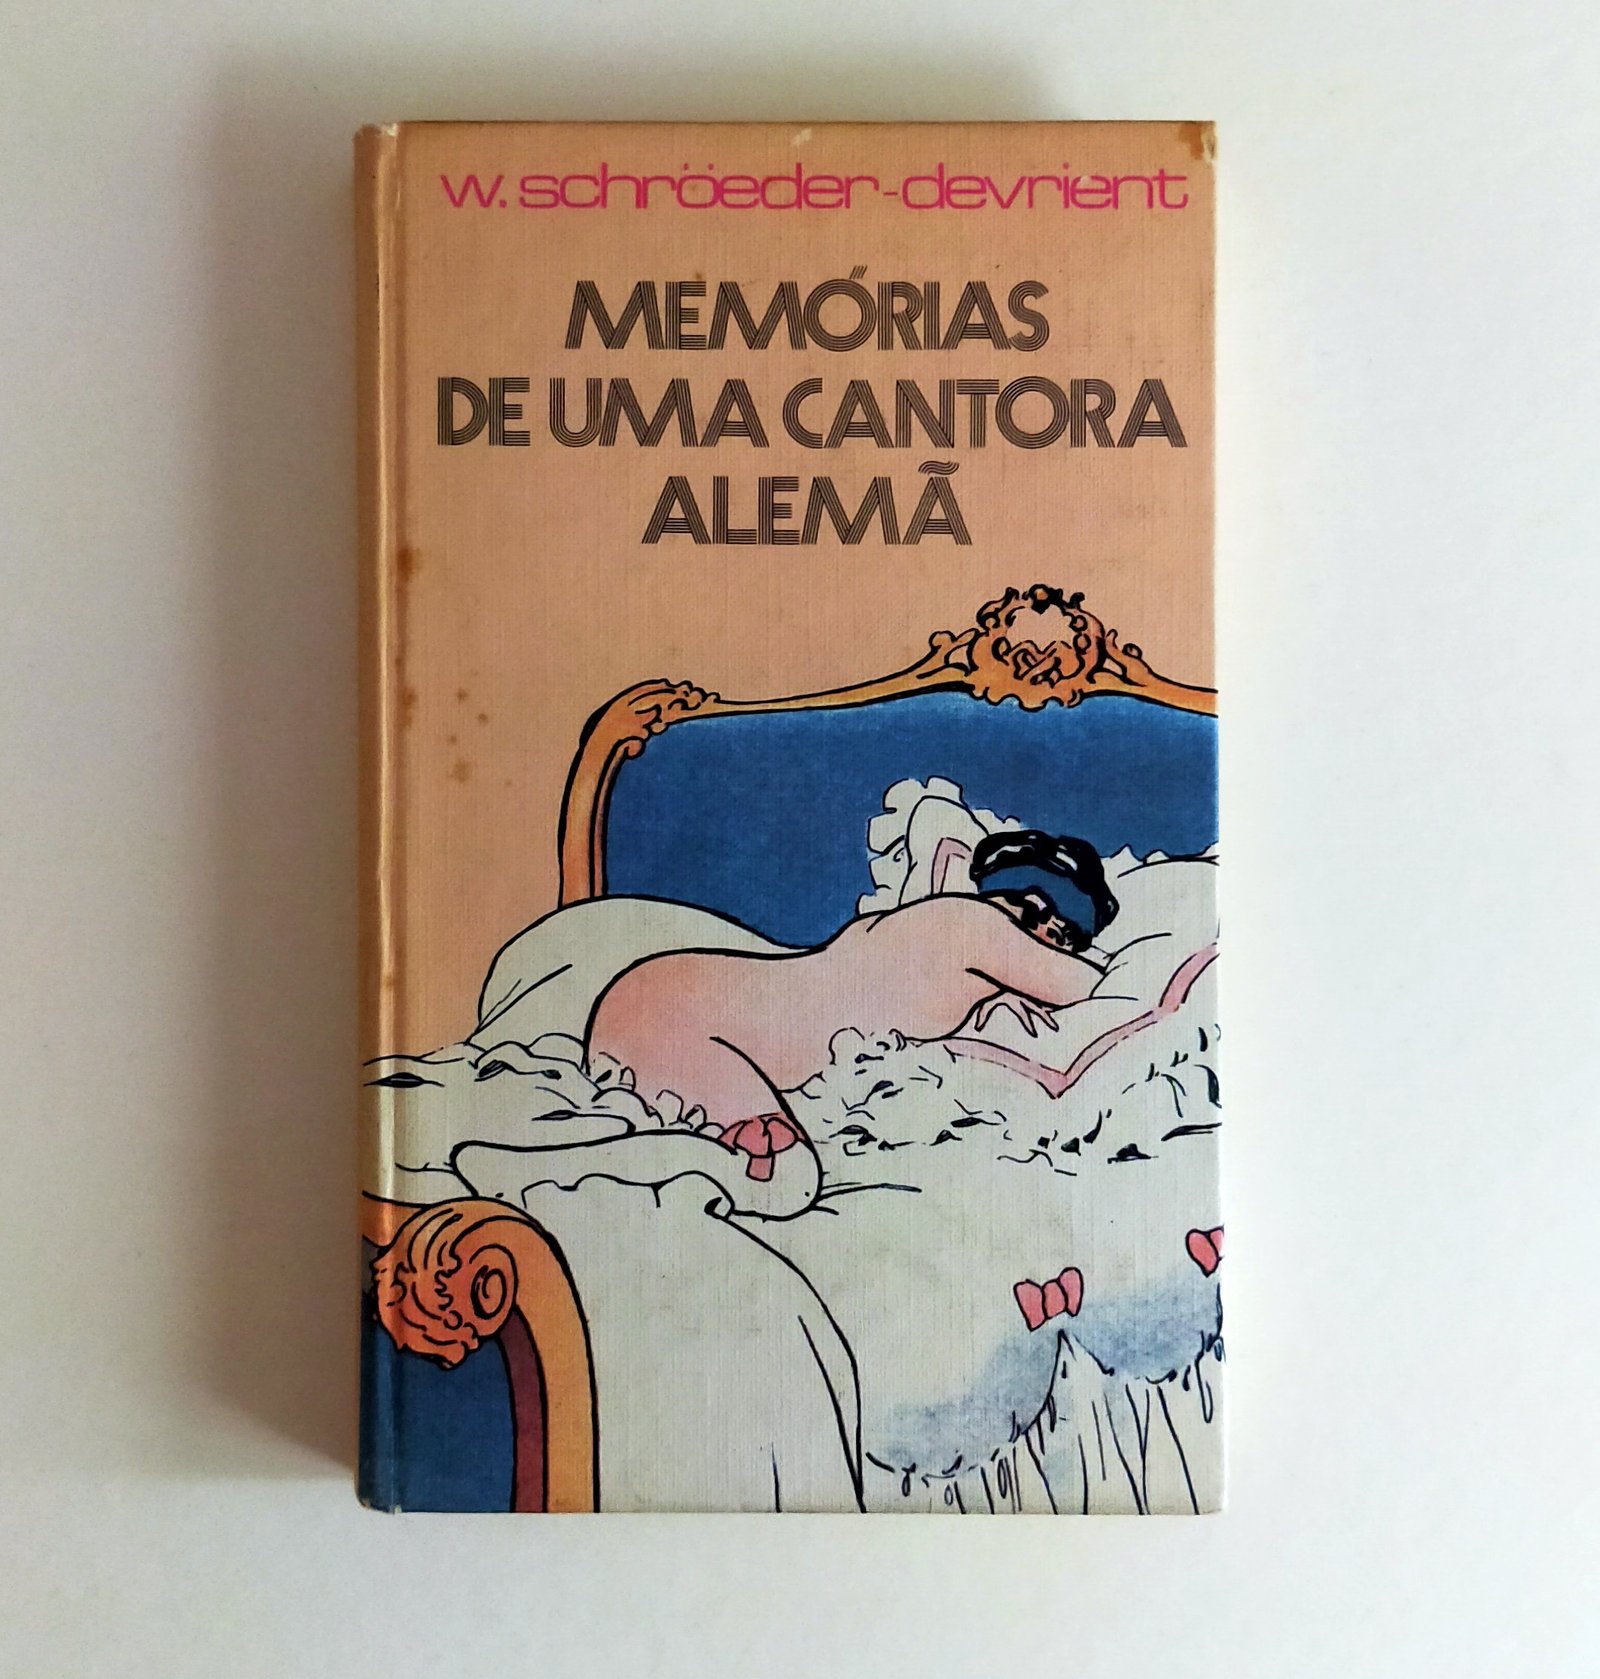 w. schröeder-devrient
MEMÓRIAS
DE UMA CANTORA
ALEMÃ